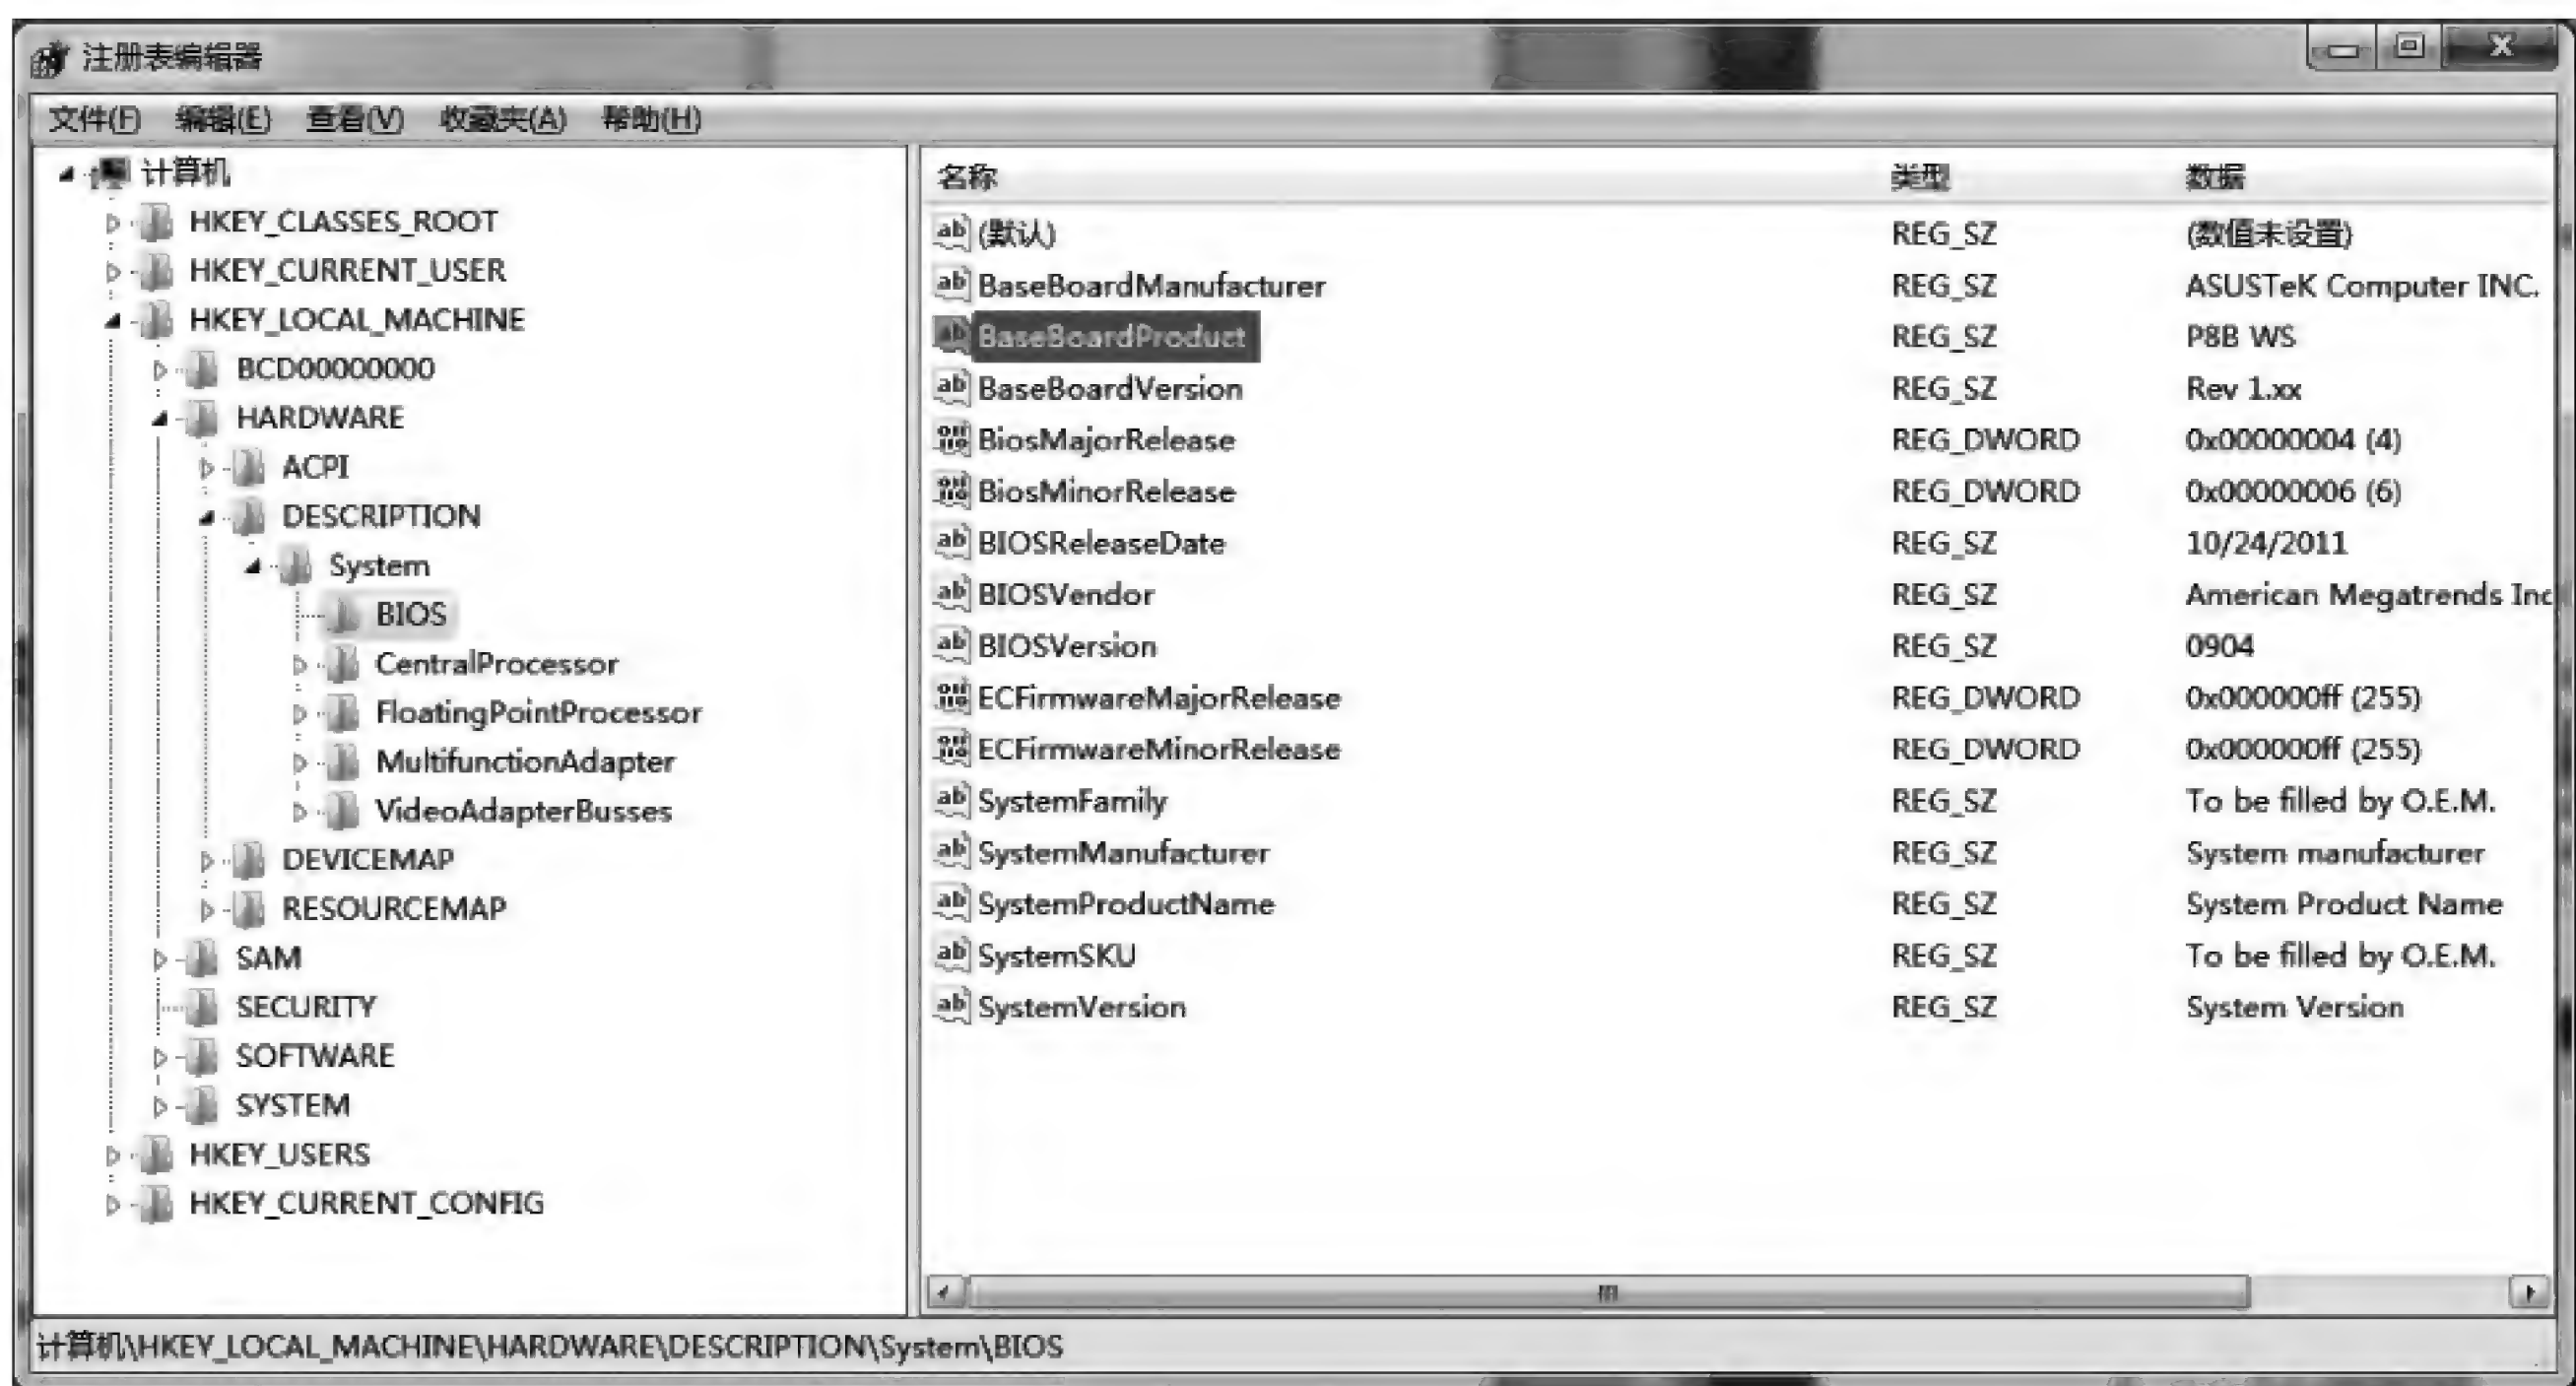 注册表编辑器
文件(F) 编辑(E) 查看(V) 收藏夹(A) 帮助(H)
计算机
HKEY_CLASSES_ROOT
HKEY_CURRENT_USER
HKEY_LOCAL_MACHINE
BCD00000000
HARDWARE
ACPI
DESCRIPTION
System
BIOS
CentralProcessor
FloatingPointProcessor
MultifunctionAdapter
VideoAdapterBusses
DEVICEMAP
RESOURCEMAP
SAM
SECURITY
SOFTWARE
SYSTEM
HKEY_USERS
HKEY_CURRENT_CONFIG
名称 类型 数据
(默认) REG_SZ (数值未设置)
BaseBoardManufacturer REG_SZ ASUSTeK Computer INC.
BaseBoardProduct REG_SZ P8B WS
BaseBoardVersion REG_SZ Rev 1.xx
BiosMajorRelease REG_DWORD 0x00000004 (4)
BiosMinorRelease REG_DWORD 0x00000006 (6)
BIOSReleaseDate REG_SZ 10/24/2011
BIOSVendor REG_SZ American Megatrends Inc
BIOSVersion REG_SZ 0904
ECFirmwareMajorRelease REG_DWORD 0x000000ff (255)
ECFirmwareMinorRelease REG_DWORD 0x000000ff (255)
SystemFamily REG_SZ To be filled by O.E.M.
SystemManufacturer REG_SZ System manufacturer
SystemProductName REG_SZ System Product Name
SystemSKU REG_SZ To be filled by O.E.M.
SystemVersion REG_SZ System Version
计算机\HKEY_LOCAL_MACHINE\HARDWARE\DESCRIPTION\System\BIOS